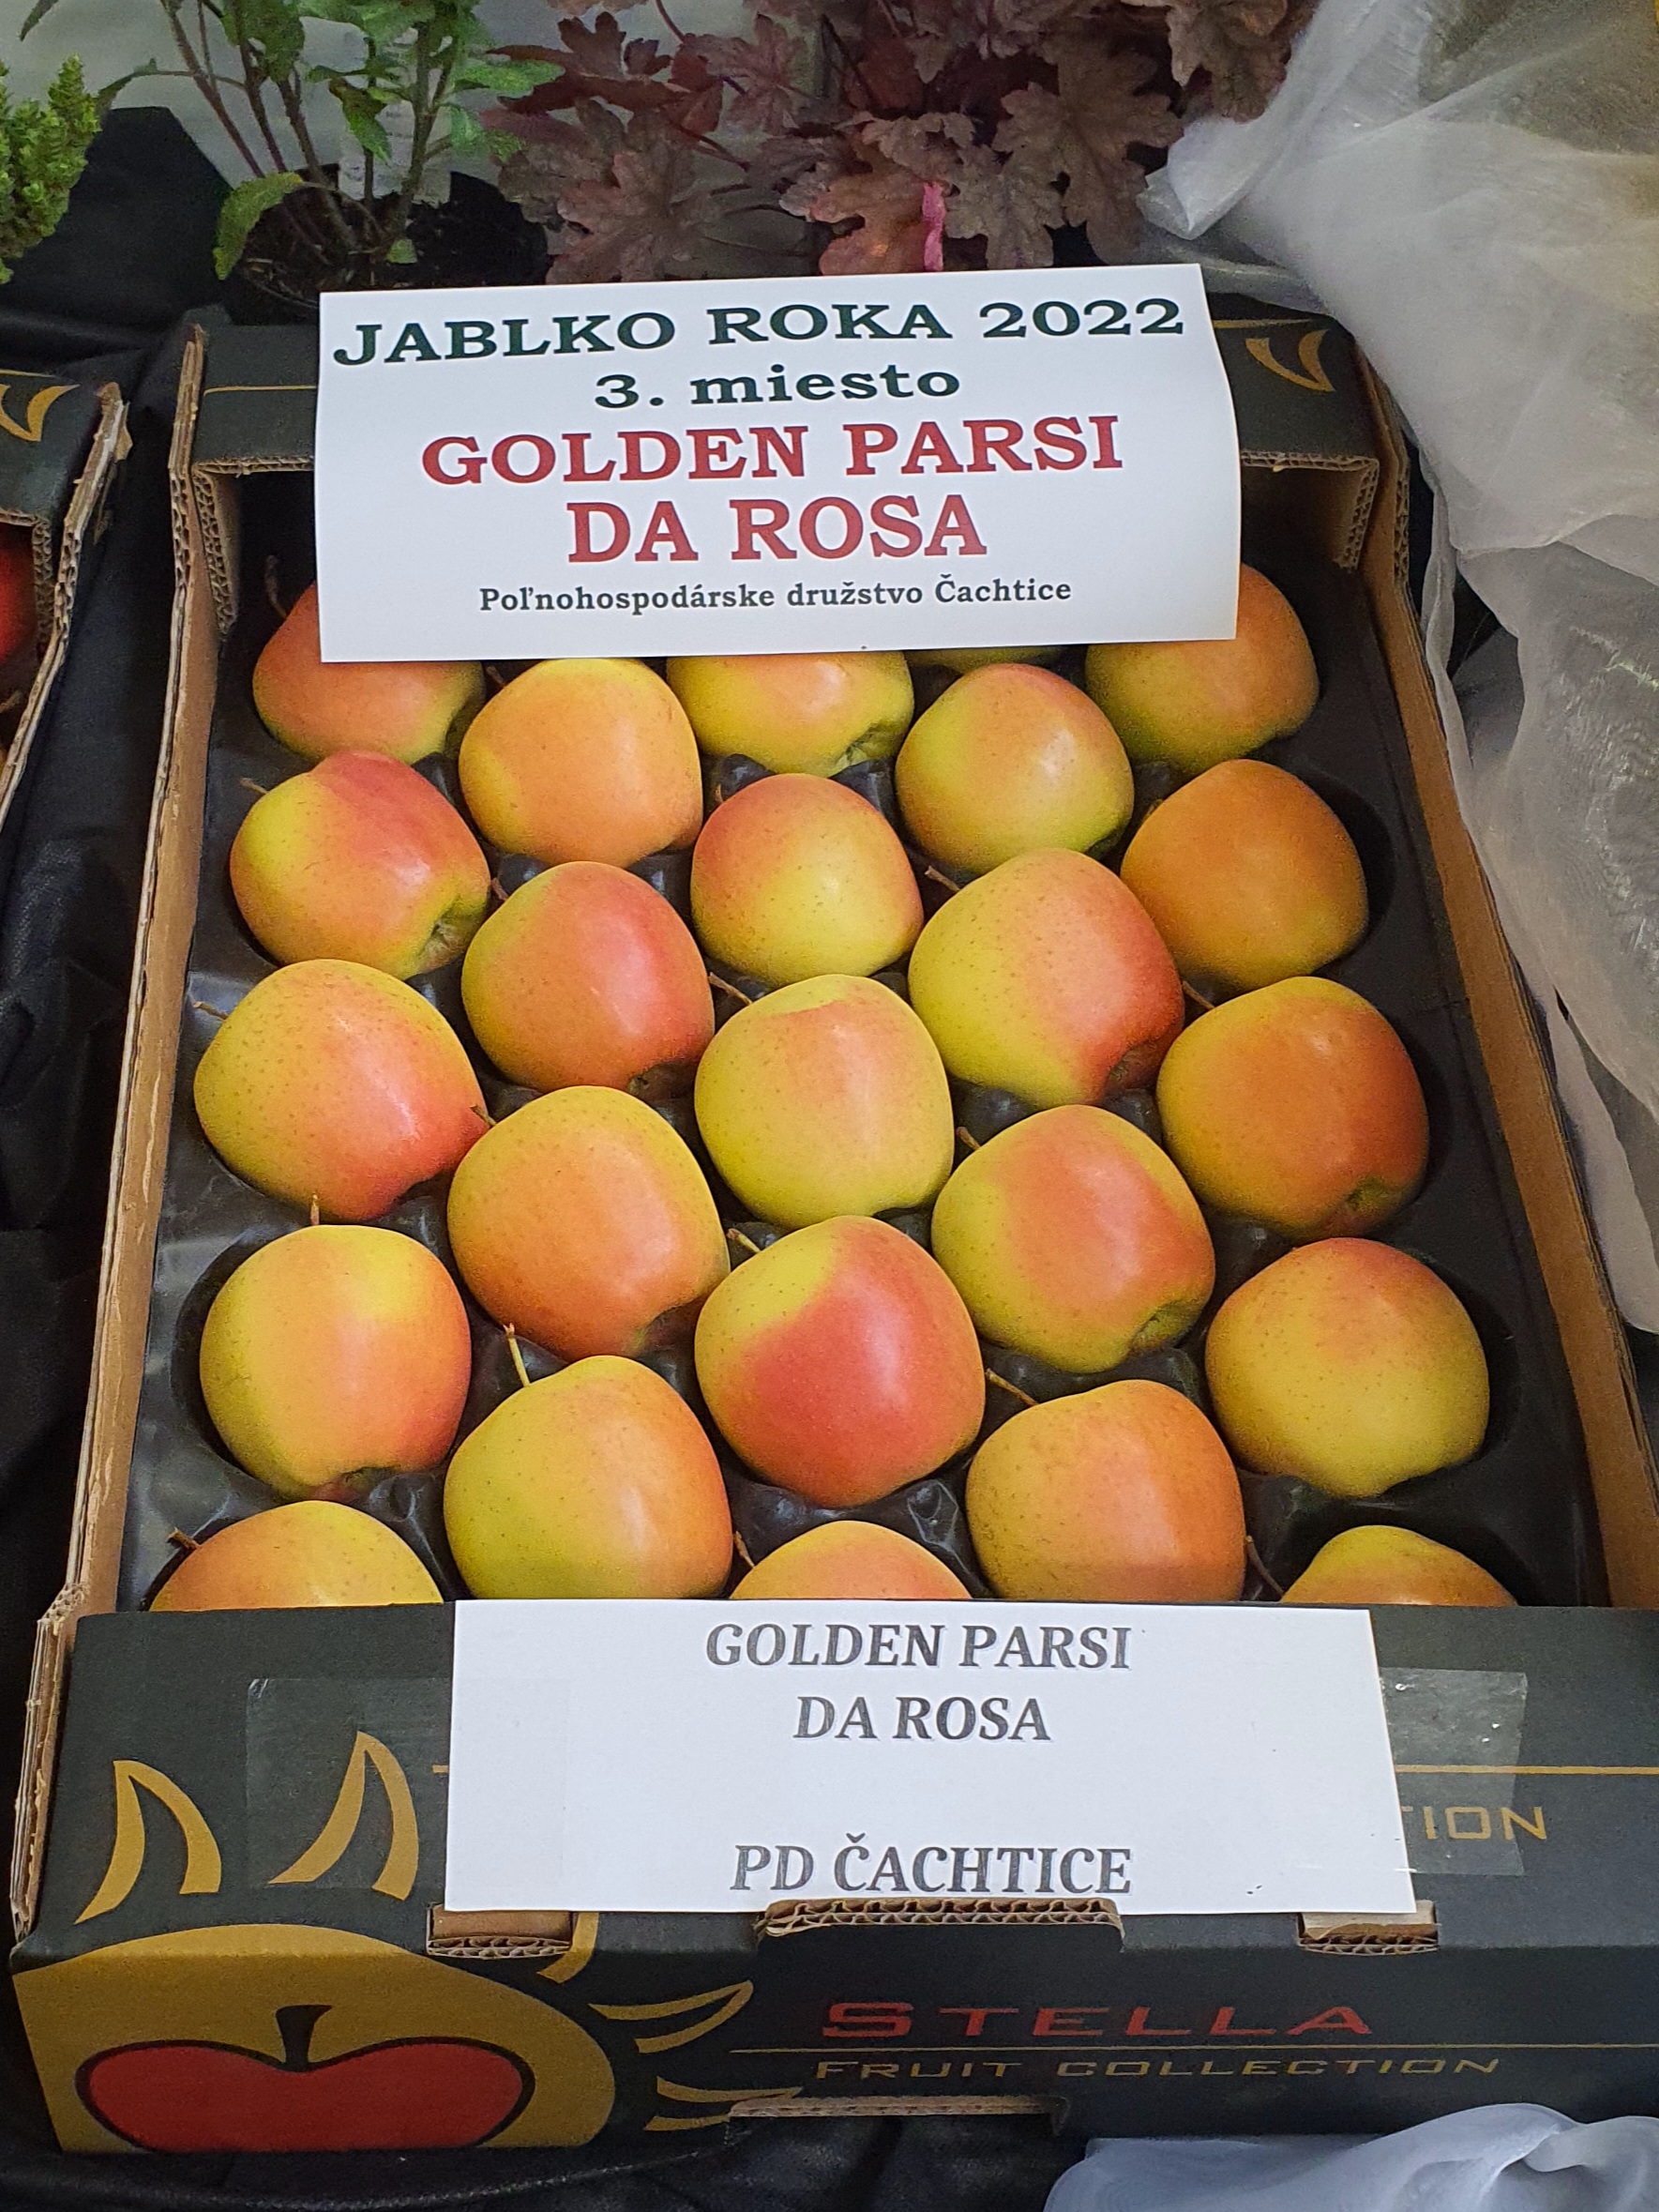 JABLKO ROKA 2022
3. miesto
GOLDEN PARSI
DA ROSA
Poľnohospodárske družstvo Čachtice
GOLDEN PARSI
DA ROSA
PD ČACHTICE
STELLA
FRUIT COLLECTION